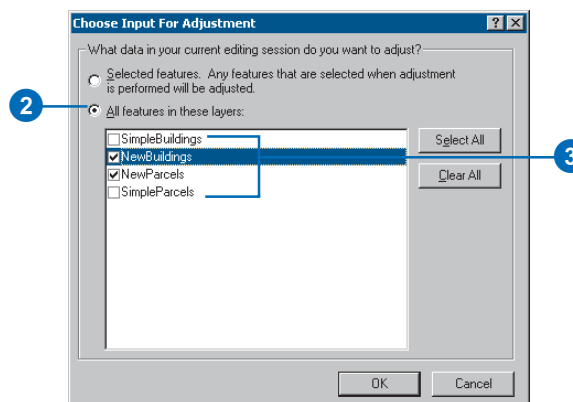 Choose Input For Adjustment
What data in your current editing session do you want to adjust?
Selected features. Any features that are selected when adjustment
is performed will be adjusted.
2
All features in these layers:
SimpleBuildings
Select All
NewBuildings
3
NewParcels
Clear All
SimpleParcels
OK
Cancel